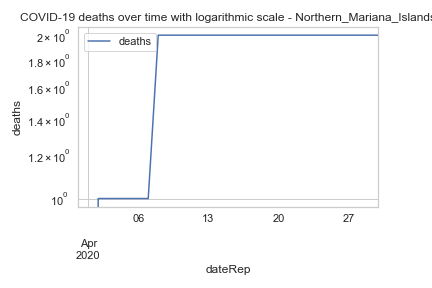 COVID-19 deaths over time with logarithmic scale - Northern_Mariana_Islands
2 × 10⁰
1.8 × 10⁰
1.6 × 10⁰
1.4 × 10⁰
1.2 × 10⁰
10⁰
deaths
deaths
06 13 20 27
Apr
2020
dateRep